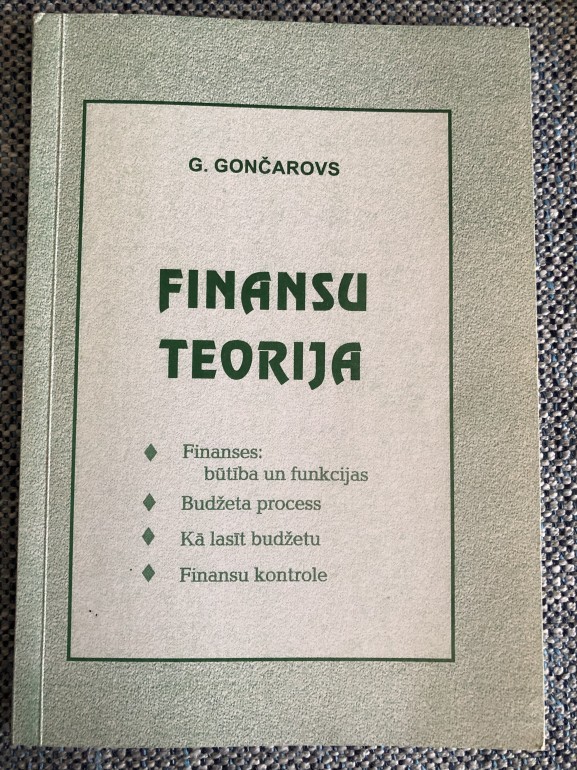 G. GONČAROVS
FINANSU
TEORIJA
Finanses:
būtība un funkcijas
Budžeta process
Kā lasīt budžetu
Finansu kontrole